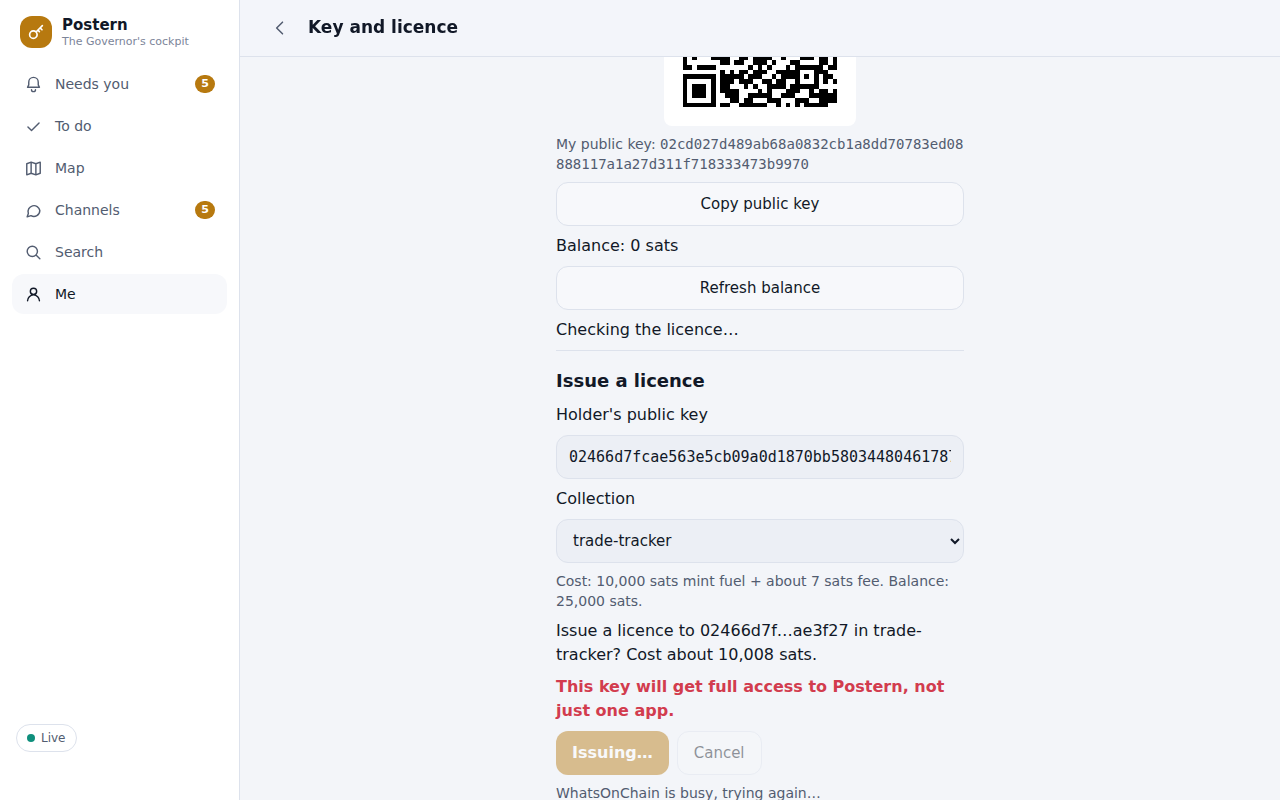 Postern
The Governor's cockpit
Needs you
5
To do
Map
Channels
5
Search
Me
Live
Key and licence
My public key: 02cd027d489ab68a0832cb1a8dd70783ed08
888117a1a27d311f718333473b9970
Copy public key
Balance: 0 sats
Refresh balance
Checking the licence…
Issue a licence
Holder's public key
02466d7fcae563e5cb09a0d1870bb5803448046178
Collection
trade-tracker
Cost: 10,000 sats mint fuel + about 7 sats fee. Balance:
25,000 sats.
Issue a licence to 02466d7f…ae3f27 in trade-
tracker? Cost about 10,008 sats.
This key will get full access to Postern, not
just one app.
Issuing…
Cancel
WhatsOnChain is busy, trying again…